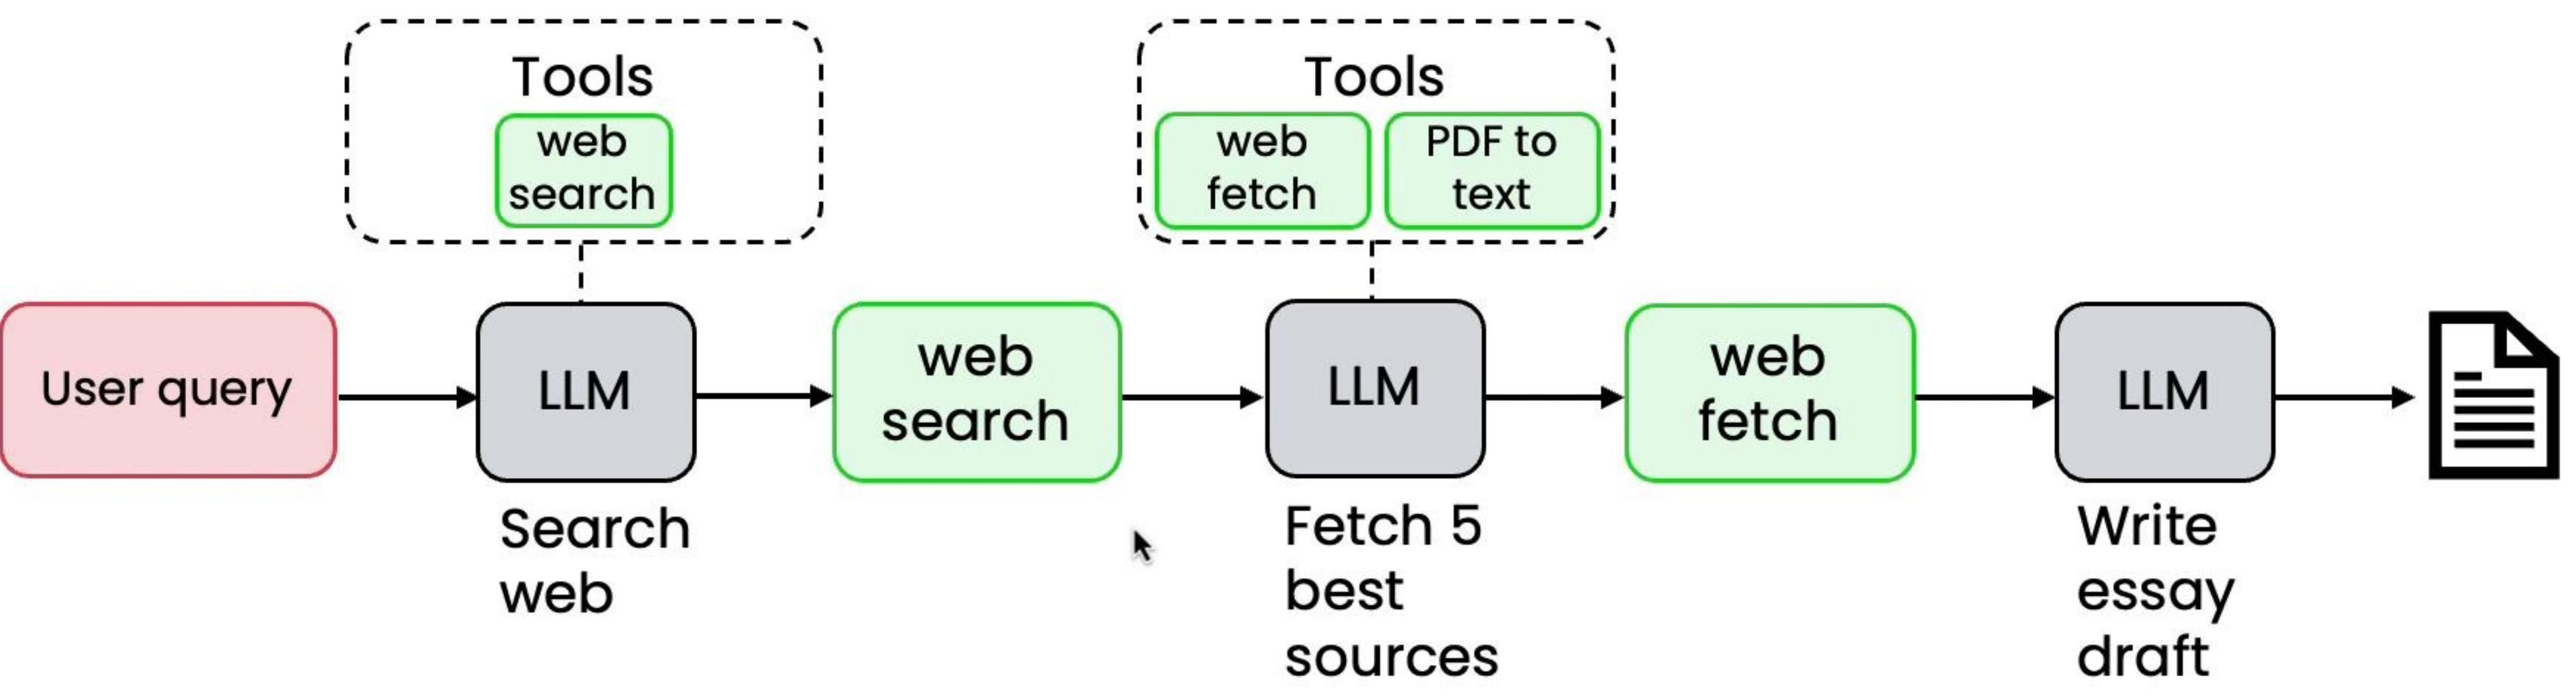 Tools
web
search
Tools
web
fetch
PDF to
text
User query
LLM
web
search
LLM
web
fetch
LLM
Search
web
Fetch 5
best
sources
Write
essay
draft